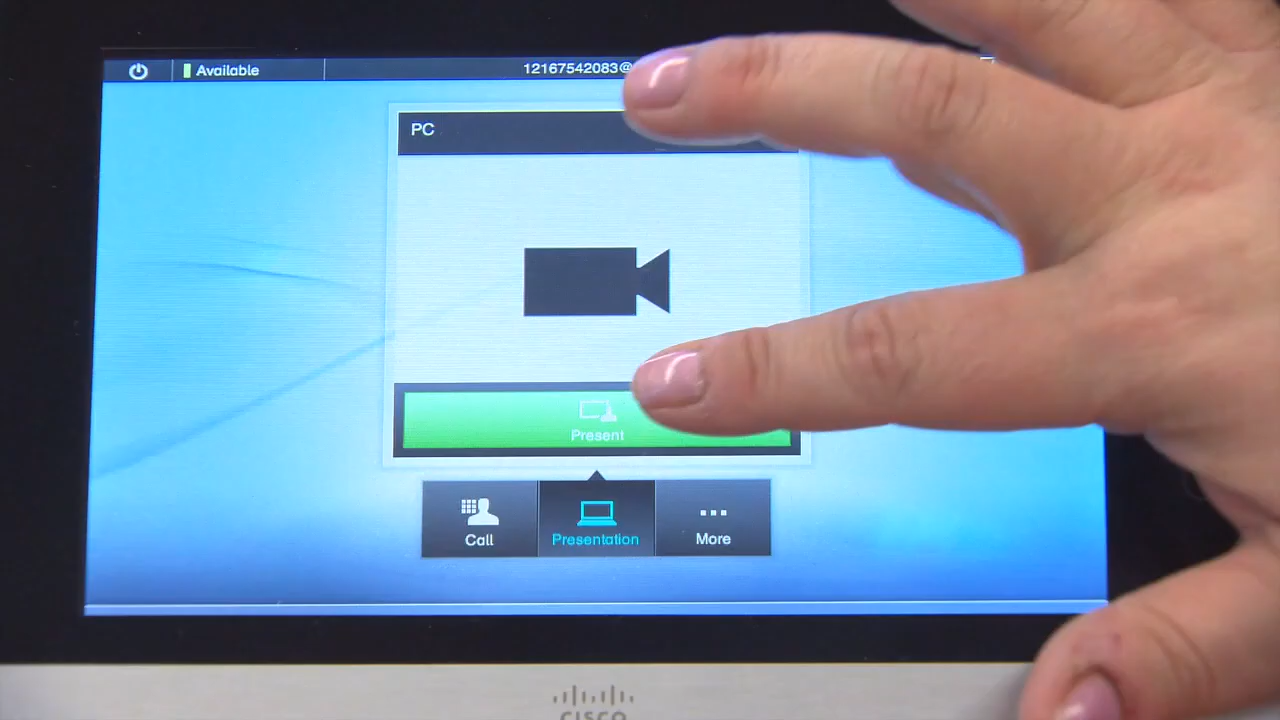 Available
12167542083@
PC
Present
Call
Presentation
More
CISCO